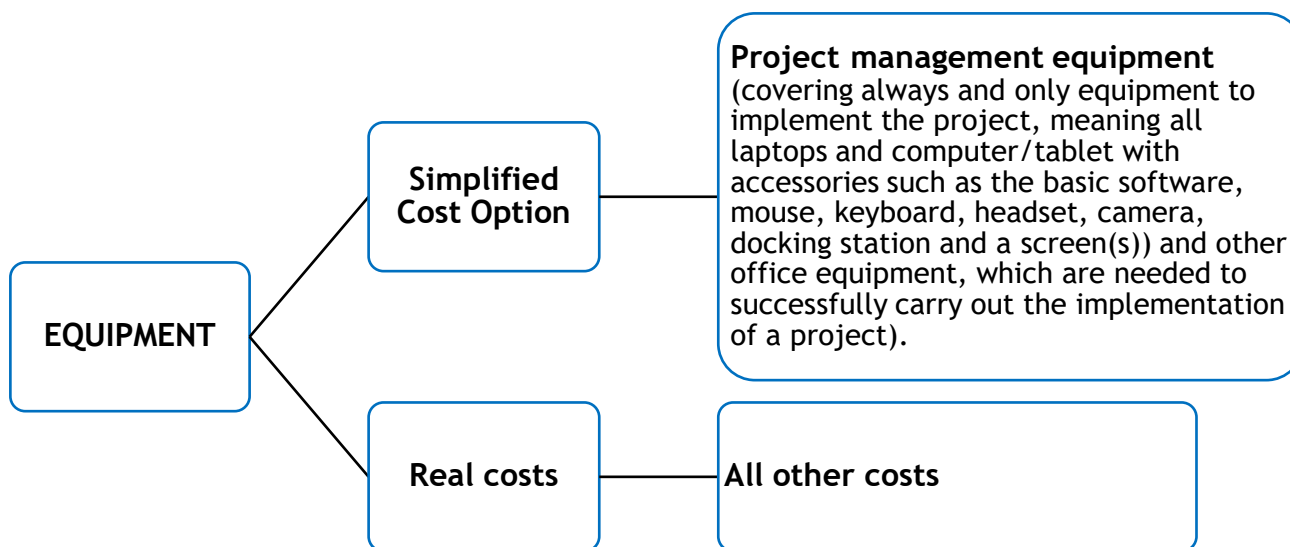 EQUIPMENT
Simplified
Cost Option
Project management equipment
(covering always and only equipment to
implement the project, meaning all
laptops and computer/tablet with
accessories such as the basic software,
mouse, keyboard, headset, camera,
docking station and a screen(s)) and other
office equipment, which are needed to
successfully carry out the implementation
of a project).
Real costs
All other costs